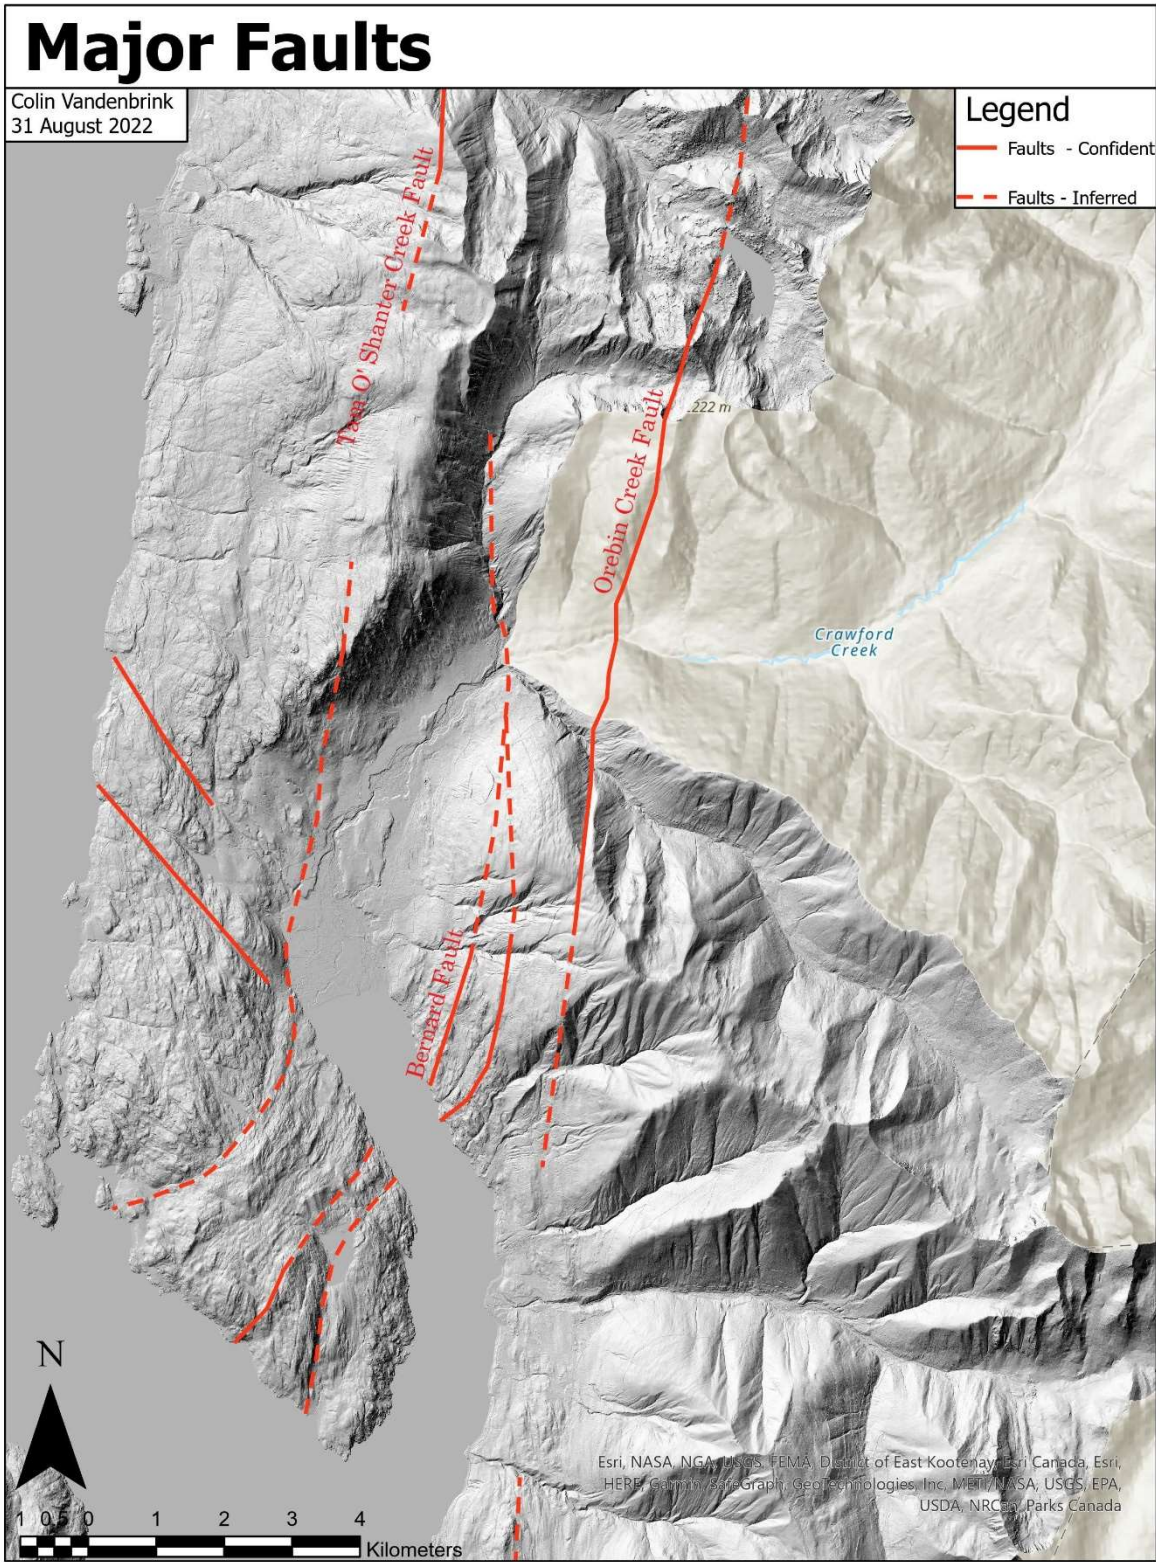 Major Faults
Colin Vandenbrink
31 August 2022
Legend
Faults - Confident
Faults - Inferred
Tam O' Shanter Creek Fault
222 m
Orebin Creek Fault
Crawford
Creek
Bernard Fault
N
Esri, NASA, NGA, USGS, FEMA, District of East Kootenay, Esri Canada, Esri,
HERE, Garmin, SafeGraph, GeoTechnologies, Inc, METI/NASA, USGS, EPA,
USDA, NRCan, Parks Canada
1 0.5 0 1 2 3 4
Kilometers